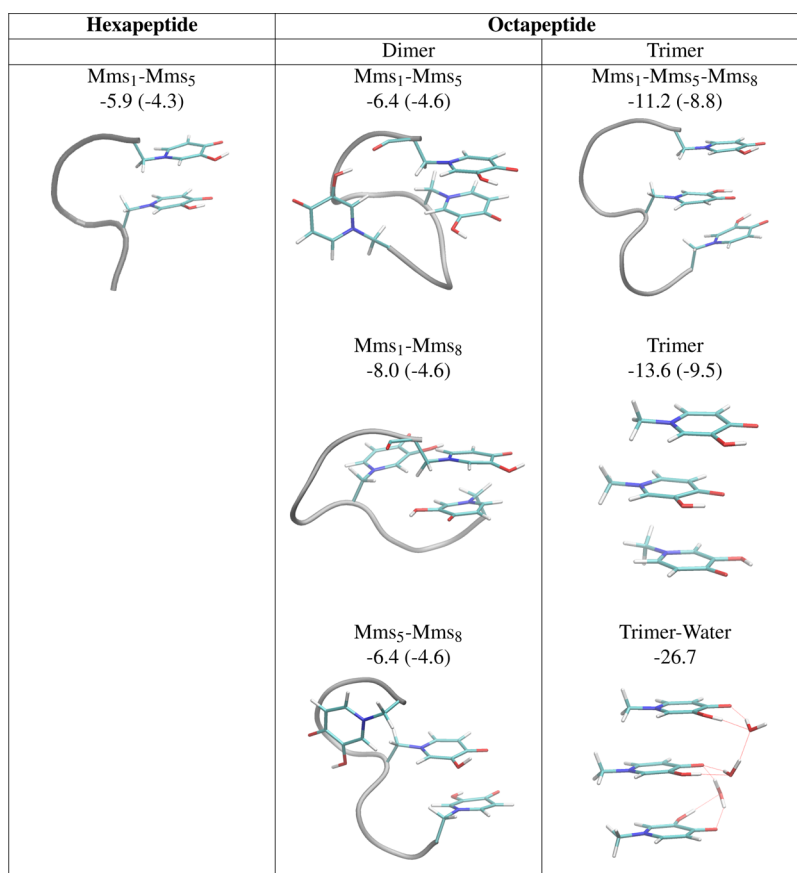 Hexapeptide Octapeptide
Dimer Trimer
Mms₁-Mms₅ Mms₁-Mms₅ Mms₁-Mms₅-Mms₈
-5.9 (-4.3) -6.4 (-4.6) -11.2 (-8.8)
Mms₁-Mms₈ Trimer
-8.0 (-4.6) -13.6 (-9.5)
Mms₅-Mms₈ Trimer-Water
-6.4 (-4.6) -26.7